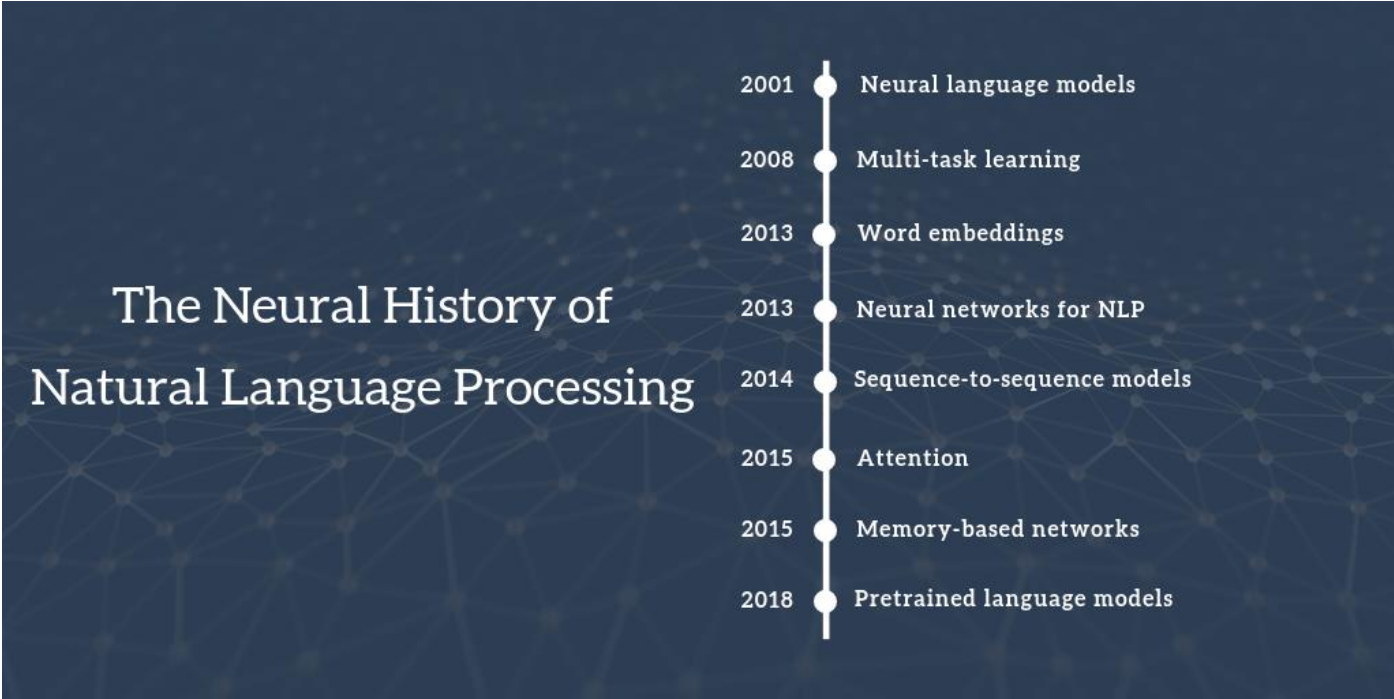 The Neural History of
Natural Language Processing
2001 Neural language models
2008 Multi-task learning
2013 Word embeddings
2013 Neural networks for NLP
2014 Sequence-to-sequence models
2015 Attention
2015 Memory-based networks
2018 Pretrained language models